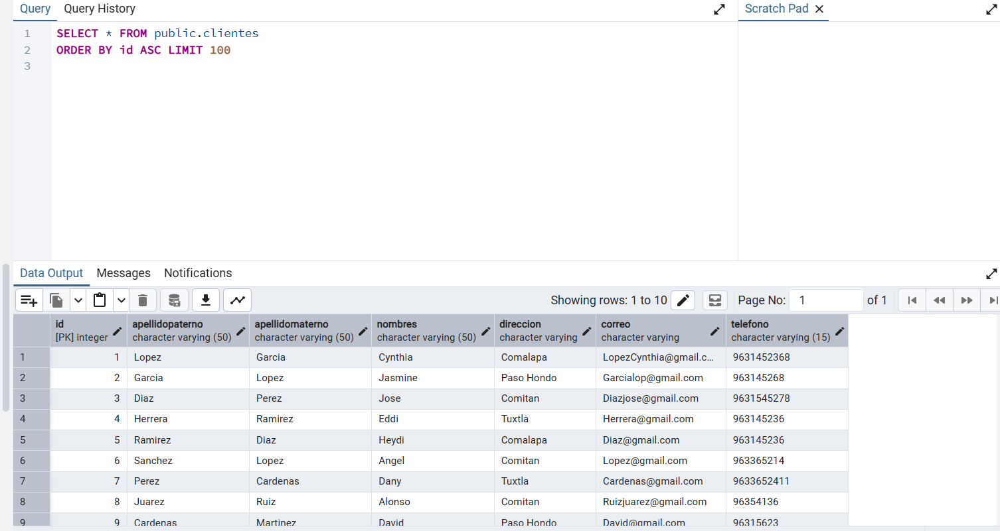 Query Query History Scratch Pad
1 SELECT * FROM public.clientes
2 ORDER BY id ASC LIMIT 100
3
Data Output Messages Notifications
Showing rows: 1 to 10 Page No: 1 of 1
id apellidopaterno apellidomaterno nombres direccion correo telefono
[PK] integer character varying (50) character varying (50) character varying (50) character varying character varying character varying (15)
1 1 Lopez Garcia Cynthia Comalapa LopezCynthia@gmail.c... 9631452368
2 2 Garcia Lopez Jasmine Paso Hondo Garcialop@gmail.com 963145268
3 3 Diaz Perez Jose Comitan Diazjose@gmail.com 9631545278
4 4 Herrera Ramirez Eddi Tuxtla Herrera@gmail.com 963145236
5 5 Ramirez Diaz Heydi Comalapa Diaz@gmail.com 963145236
6 6 Sanchez Lopez Angel Comitan Lopez@gmail.com 963365214
7 7 Perez Cardenas Dany Tuxtla Cardenas@gmail.com 9633652411
8 8 Juarez Ruiz Alonso Comitan Ruizjuarez@gmail.com 96354136
9 9 Cardenas Martinez David Paso Hondo David@gmail.com 96315623